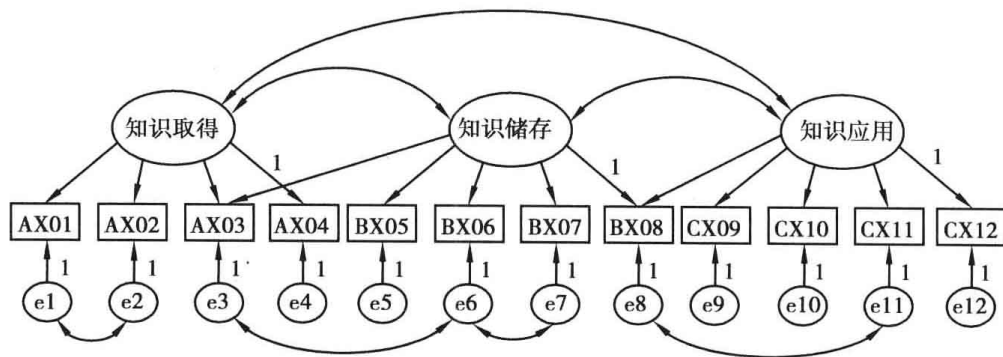 知识取得 知识储存 知识应用
1 1 1
AX01 AX02 AX03 AX04 BX05 BX06 BX07 BX08 CX09 CX10 CX11 CX12
1 1 1 1 1 1 1 1 1 1 1 1
e1 e2 e3 e4 e5 e6 e7 e8 e9 e10 e11 e12